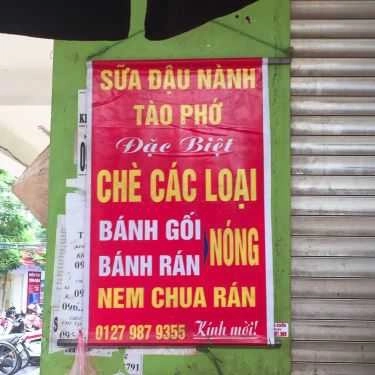 SỮA ĐẬU NÀNH
TÀO PHỚ
Đặc Biệt
CHÈ CÁC LOẠI
BÁNH GỐI
BÁNH RÁN
NÓNG
NEM CHUA RÁN
0127 987 9355 Kính mời!